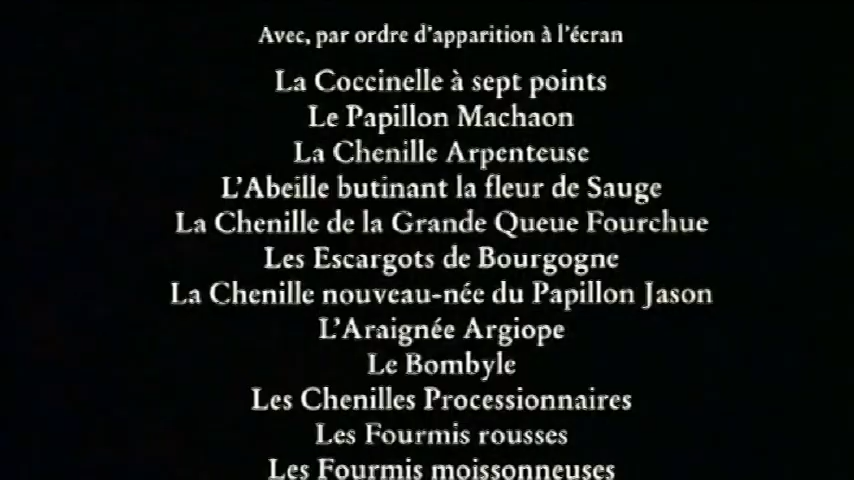 Avec, par ordre d'apparition à l'écran
La Coccinelle à sept points
Le Papillon Machaon
La Chenille Arpenteuse
L'Abeille butinant la fleur de Sauge
La Chenille de la Grande Queue Fourchue
Les Escargots de Bourgogne
La Chenille nouveau-née du Papillon Jason
L'Araignée Argiope
Le Bombyle
Les Chenilles Processionnaires
Les Fourmis rousses
Les Fourmis moissonneuses